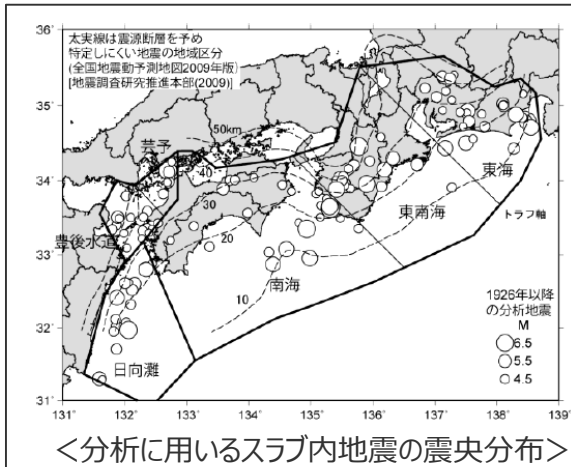 太実線は震源断層を予め
特定しにくい地震の地域区分
(全国地震動予測地図2009年版)
[地震調査研究推進本部(2009)]
36°
35°
34°
33°
32°
31°
芸予
50km
40
30
20
10
豊後水道
東海
東南海
トラフ軸
南海
日向灘
1926年以降
の分析地震
M
6.5
5.5
4.5
131°
132°
133°
134°
135°
136°
137°
138°
139°
<分析に用いるスラブ内地震の震央分布>